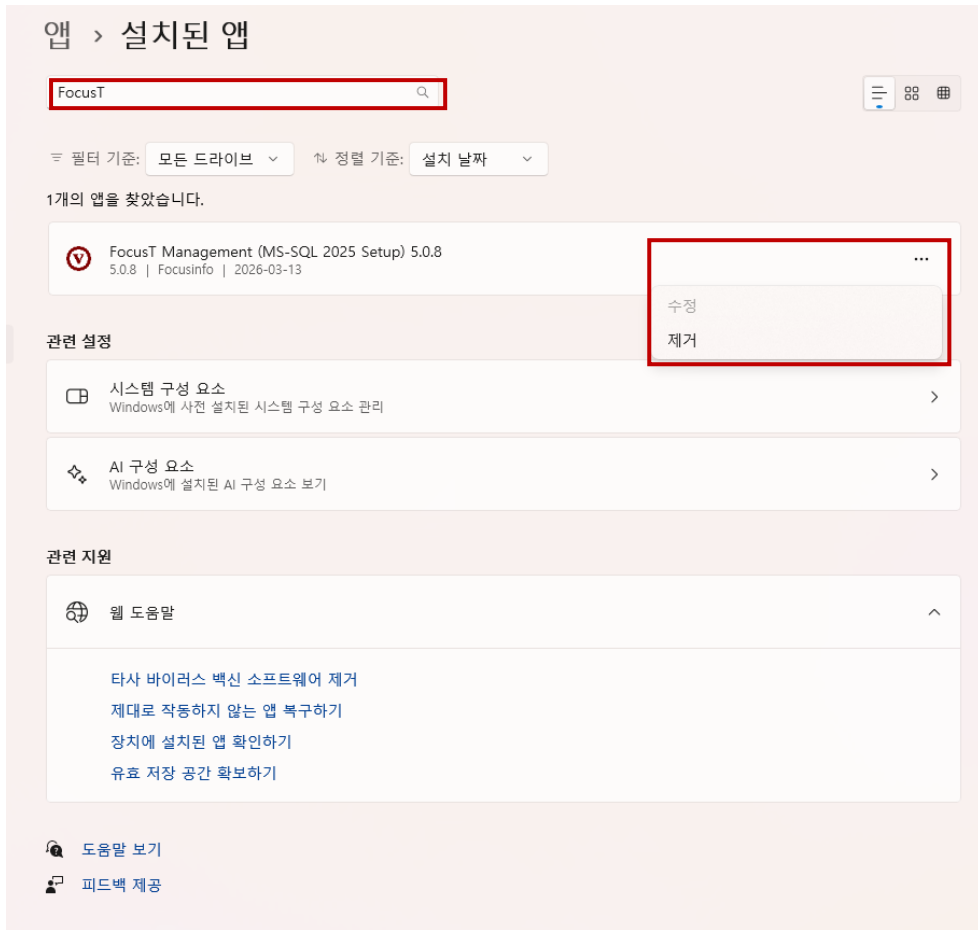 앱 › 설치된 앱
FocusT
필터 기준: 모든 드라이브 정렬 기준: 설치 날짜
1개의 앱을 찾았습니다.
FocusT Management (MS-SQL 2025 Setup) 5.0.8
5.0.8 | Focusinfo | 2026-03-13
수정
제거
관련 설정
시스템 구성 요소
Windows에 사전 설치된 시스템 구성 요소 관리
AI 구성 요소
Windows에 설치된 AI 구성 요소 보기
관련 지원
웹 도움말
타사 바이러스 백신 소프트웨어 제거
제대로 작동하지 않는 앱 복구하기
장치에 설치된 앱 확인하기
유효 저장 공간 확보하기
도움말 보기
피드백 제공